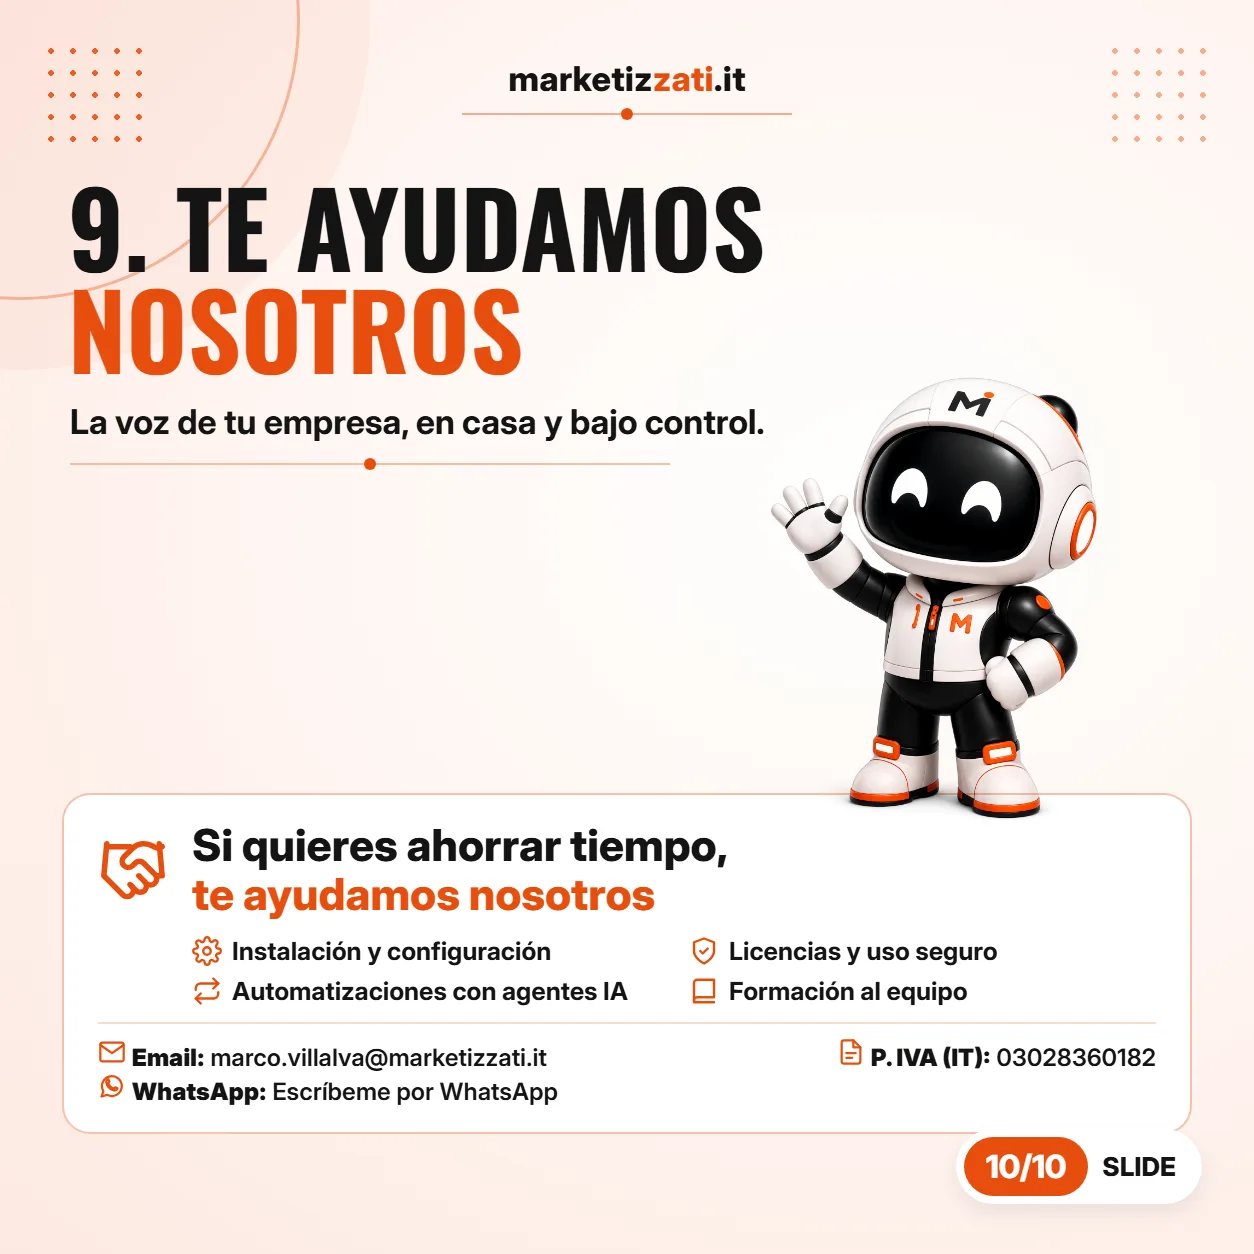 marketizzati.it
9. TE AYUDAMOS
NOSOTROS
La voz de tu empresa, en casa y bajo control.
M
M
Si quieres ahorrar tiempo,
te ayudamos nosotros
Instalación y configuración
Licencias y uso seguro
Automatizaciones con agentes IA
Formación al equipo
Email: marco.villalva@marketizzati.it
P. IVA (IT): 03028360182
WhatsApp: Escríbeme por WhatsApp
10/10 SLIDE